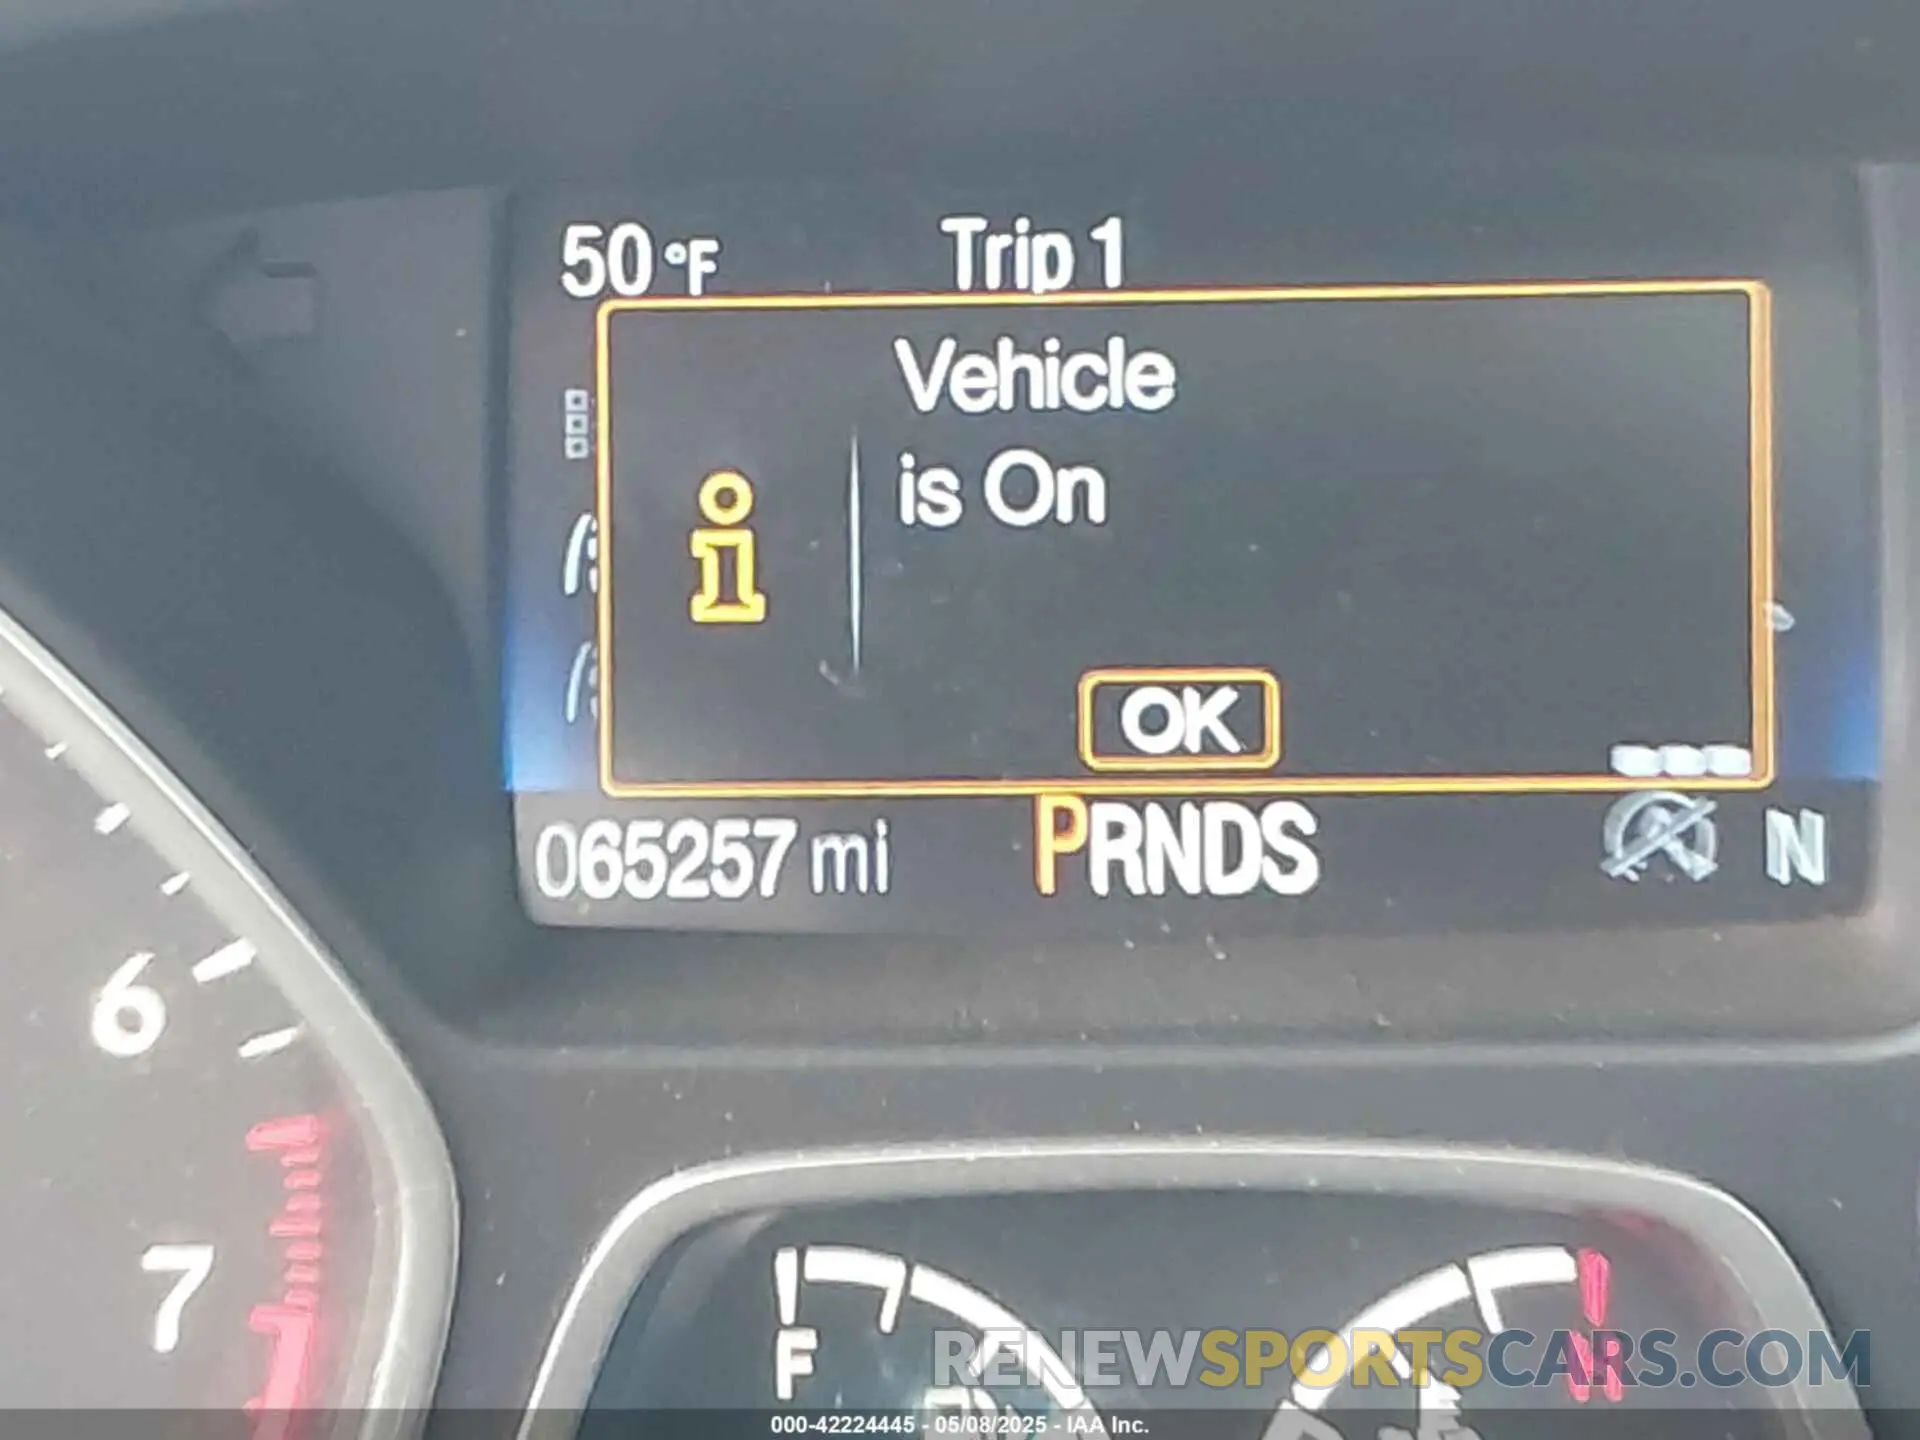 50 °F Trip 1
Vehicle
is On
OK
065257 mi PRNDS N
6
7
F
RENEWSPORTSCARS.COM
000-42224445 - 05/08/2025 - IAA Inc.